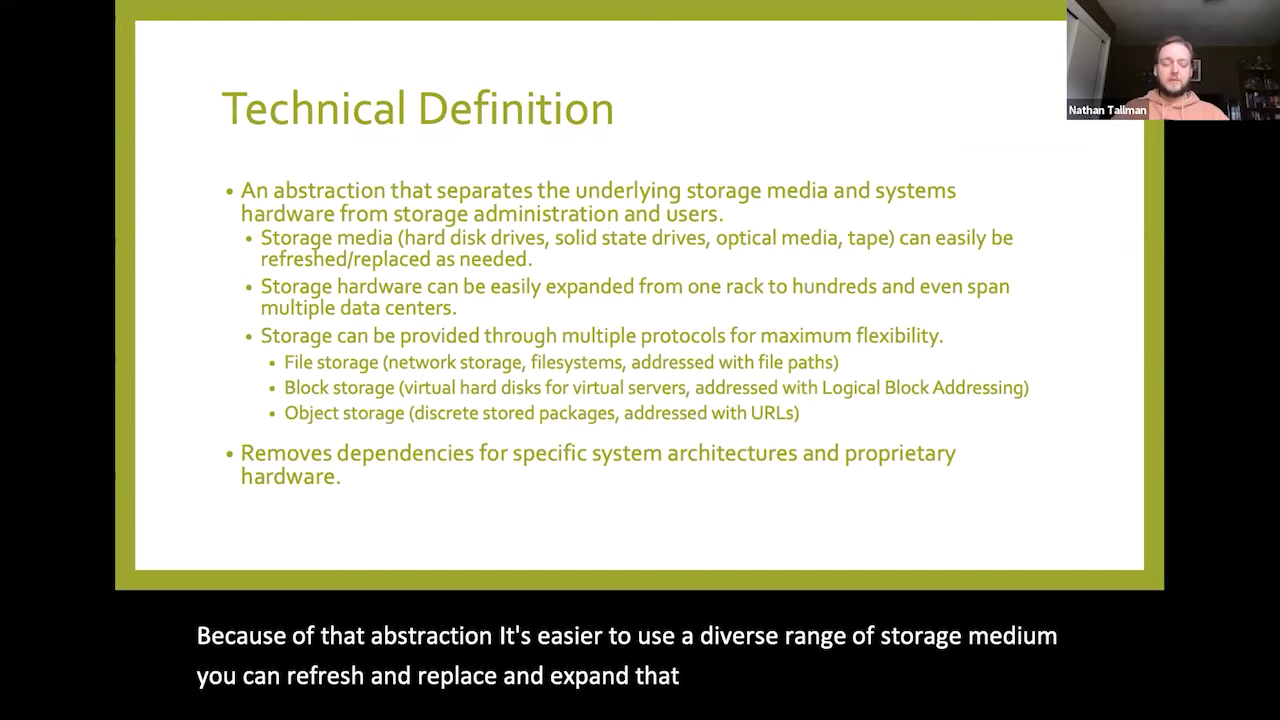 Technical Definition
Nathan Tallman
• An abstraction that separates the underlying storage media and systems
hardware from storage administration and users.
• Storage media (hard disk drives, solid state drives, optical media, tape) can easily be
refreshed/replaced as needed.
• Storage hardware can be easily expanded from one rack to hundreds and even span
multiple data centers.
• Storage can be provided through multiple protocols for maximum flexibility.
• File storage (network storage, filesystems, addressed with file paths)
• Block storage (virtual hard disks for virtual servers, addressed with Logical Block Addressing)
• Object storage (discrete stored packages, addressed with URLs)
• Removes dependencies for specific system architectures and proprietary
hardware.
Because of that abstraction It's easier to use a diverse range of storage medium
you can refresh and replace and expand that